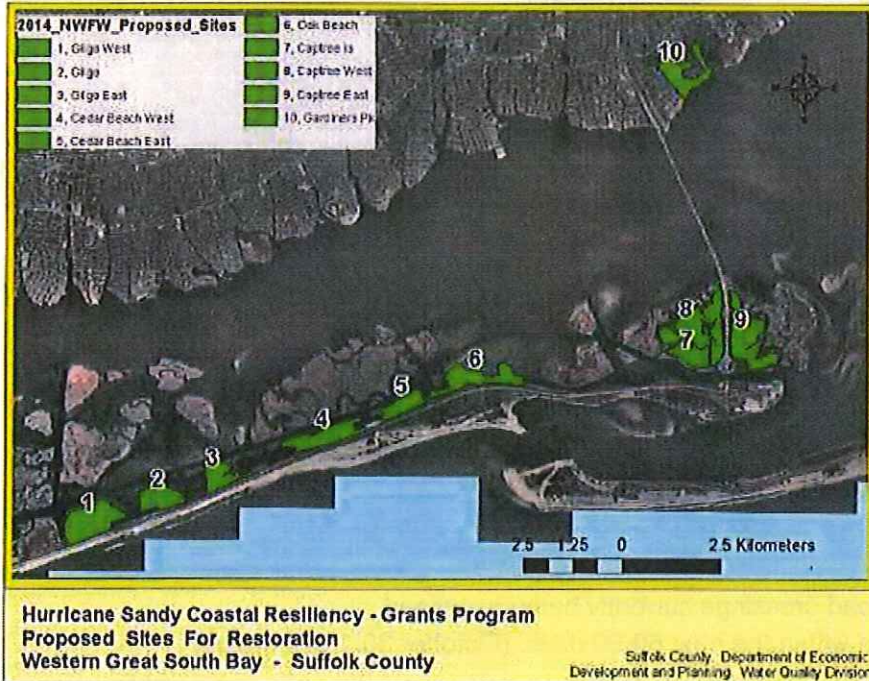 2014_NWFW_Proposed_Sites
1, Gilgo West
2, Gilgo
3, Gilgo East
4, Cedar Beach West
5, Cedar Beach East
6, Oak Beach
7, Captree Is
8, Captree West
9, Captree East
10, Gardiners
10
8
9
7
6
5
4
3
2
1
2.5 1.25 0 2.5 Kilometers
Hurricane Sandy Coastal Resiliency - Grants Program
Proposed Sites For Restoration
Western Great South Bay - Suffolk County
Suffolk County. Department of Economic
Development and Planning. Water Quality Division